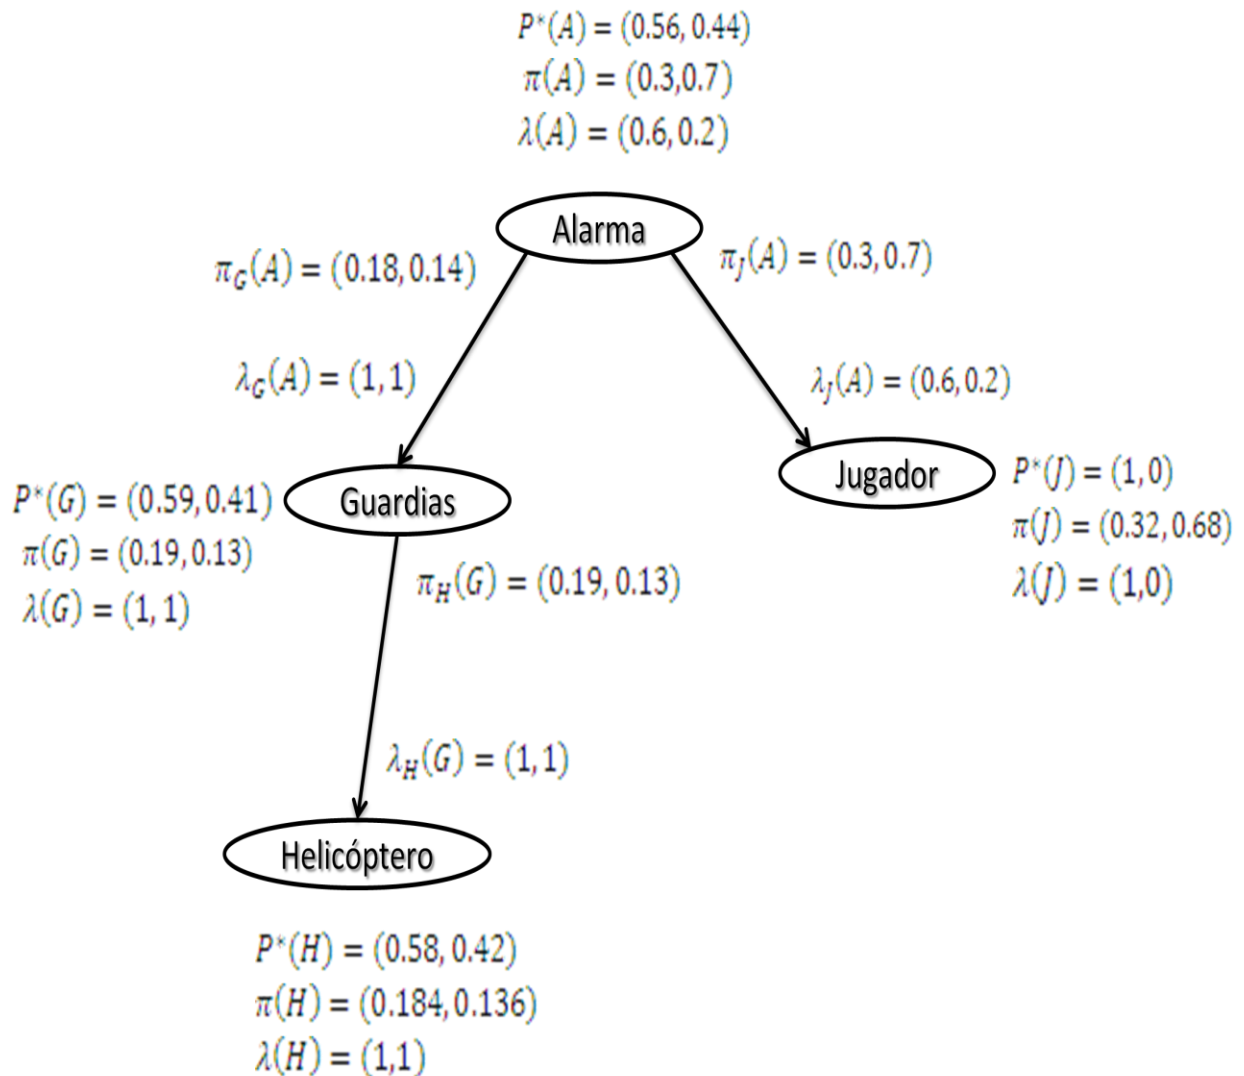 P*(A) = (0.56, 0.44)
π(A) = (0.3,0.7)
λ(A) = (0.6, 0.2)
Alarma
π_G(A) = (0.18, 0.14)
π_J(A) = (0.3, 0.7)
λ_G(A) = (1, 1)
λ_J(A) = (0.6, 0.2)
Guardias
P*(G) = (0.59, 0.41)
π(G) = (0.19, 0.13)
λ(G) = (1, 1)
Jugador
P*(J) = (1, 0)
π(J) = (0.32, 0.68)
λ(J) = (1,0)
π_H(G) = (0.19, 0.13)
λ_H(G) = (1, 1)
Helicóptero
P*(H) = (0.58, 0.42)
π(H) = (0.184, 0.136)
λ(H) = (1,1)